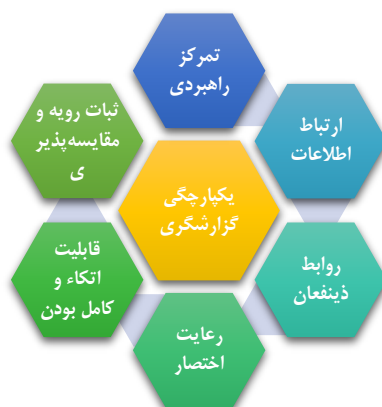 تمرکز
راهبردی
ارتباط
اطلاعات
روابط
ذینفعان
رعایت
اختصار
قابلیت
اتکاء و
کامل بودن
ثبات رویه و
مقایسه‌پذیر
ی
یکپارچگی
گزارشگری